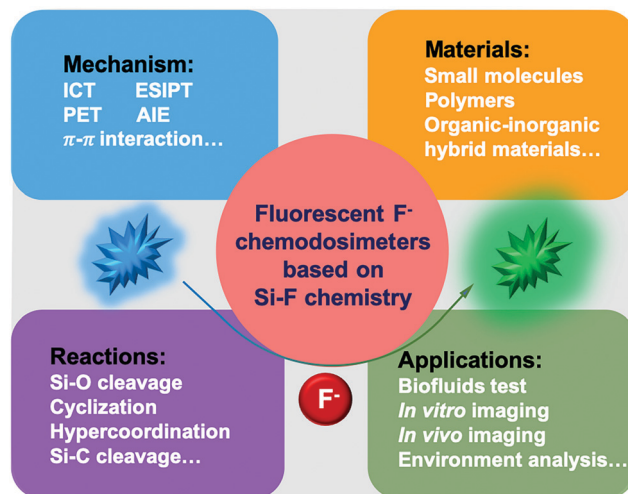 Mechanism:
ICT ESIPT
PET AIE
π-π interaction...
Materials:
Small molecules
Polymers
Organic-inorganic
hybrid materials...
Fluorescent F⁻
chemodosimeters
based on
Si-F chemistry
Reactions:
Si-O cleavage
Cyclization
Hypercoordination
Si-C cleavage...
F⁻
Applications:
Biofluids test
In vitro imaging
In vivo imaging
Environment analysis...